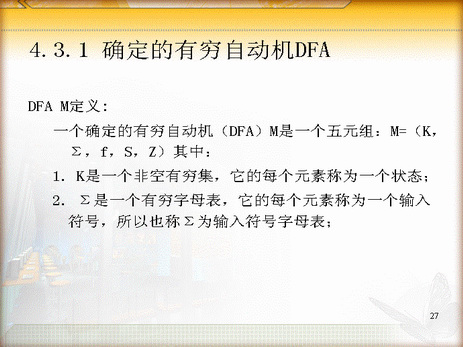 4.3.1 确定的有穷自动机DFA
DFA M定义:
一个确定的有穷自动机（DFA）M是一个五元组: M=（K,
Σ, f, S, Z）其中:
1. K是一个非空有穷集，它的每个元素称为一个状态;
2. Σ是一个有穷字母表，它的每个元素称为一个输入
符号，所以也称Σ为输入符号字母表;
27